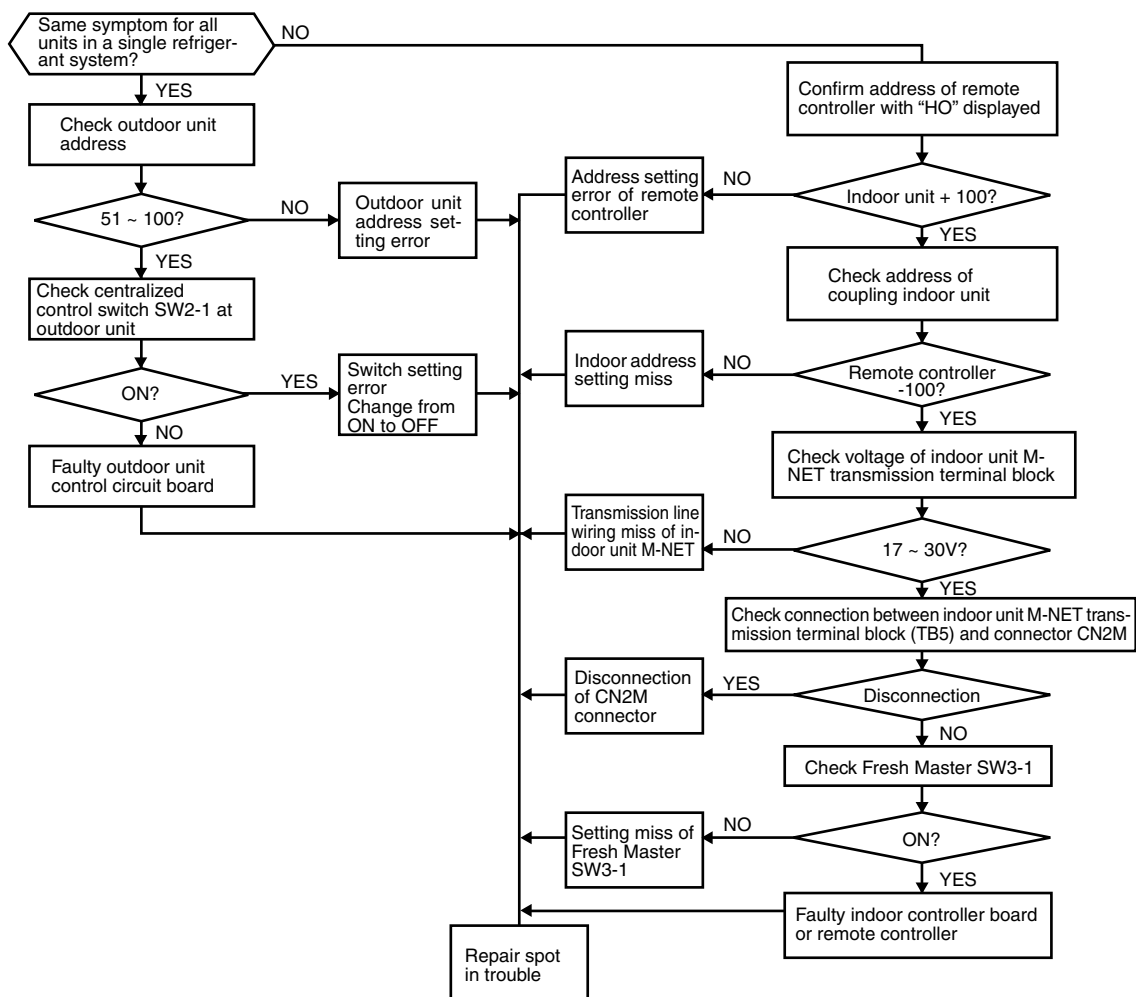 Same symptom for all
units in a single refriger-
ant system?
NO
YES
Check outdoor unit
address
51 ~ 100?
NO
Outdoor unit
address set-
ting error
YES
Check centralized
control switch SW2-1 at
outdoor unit
ON?
YES
Switch setting
error
Change from
ON to OFF
NO
Faulty outdoor unit
control circuit board
Confirm address of remote
controller with “HO” displayed
Indoor unit + 100?
NO
Address setting
error of remote
controller
YES
Check address of
coupling indoor unit
Remote controller
-100?
NO
Indoor address
setting miss
YES
Check voltage of indoor unit M-
NET transmission terminal block
17 ~ 30V?
NO
Transmission line
wiring miss of in-
door unit M-NET
YES
Check connection between indoor unit M-NET trans-
mission terminal block (TB5) and connector CN2M
Disconnection
YES
Disconnection
of CN2M
connector
NO
Check Fresh Master SW3-1
ON?
NO
Setting miss of
Fresh Master
SW3-1
YES
Faulty indoor controller board
or remote controller
Repair spot
in trouble